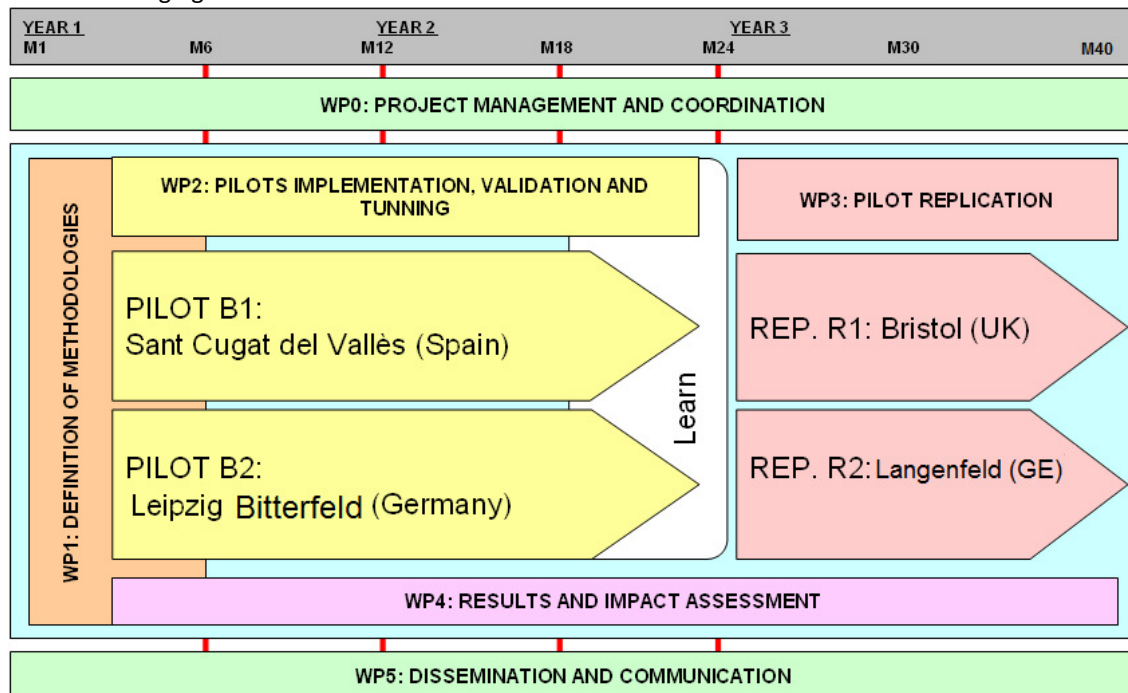 YEAR 1 YEAR 2 YEAR 3
M1 M6 M12 M18 M24 M30 M40
WP0: PROJECT MANAGEMENT AND COORDINATION
WP1: DEFINITION OF METHODOLOGIES
WP2: PILOTS IMPLEMENTATION, VALIDATION AND
TUNNING
WP3: PILOT REPLICATION
PILOT B1:
Sant Cugat del Vallès (Spain)
REP. R1: Bristol (UK)
Learn
PILOT B2:
Leipzig Bitterfeld (Germany)
REP. R2: Langenfeld (GE)
WP4: RESULTS AND IMPACT ASSESSMENT
WP5: DISSEMINATION AND COMMUNICATION